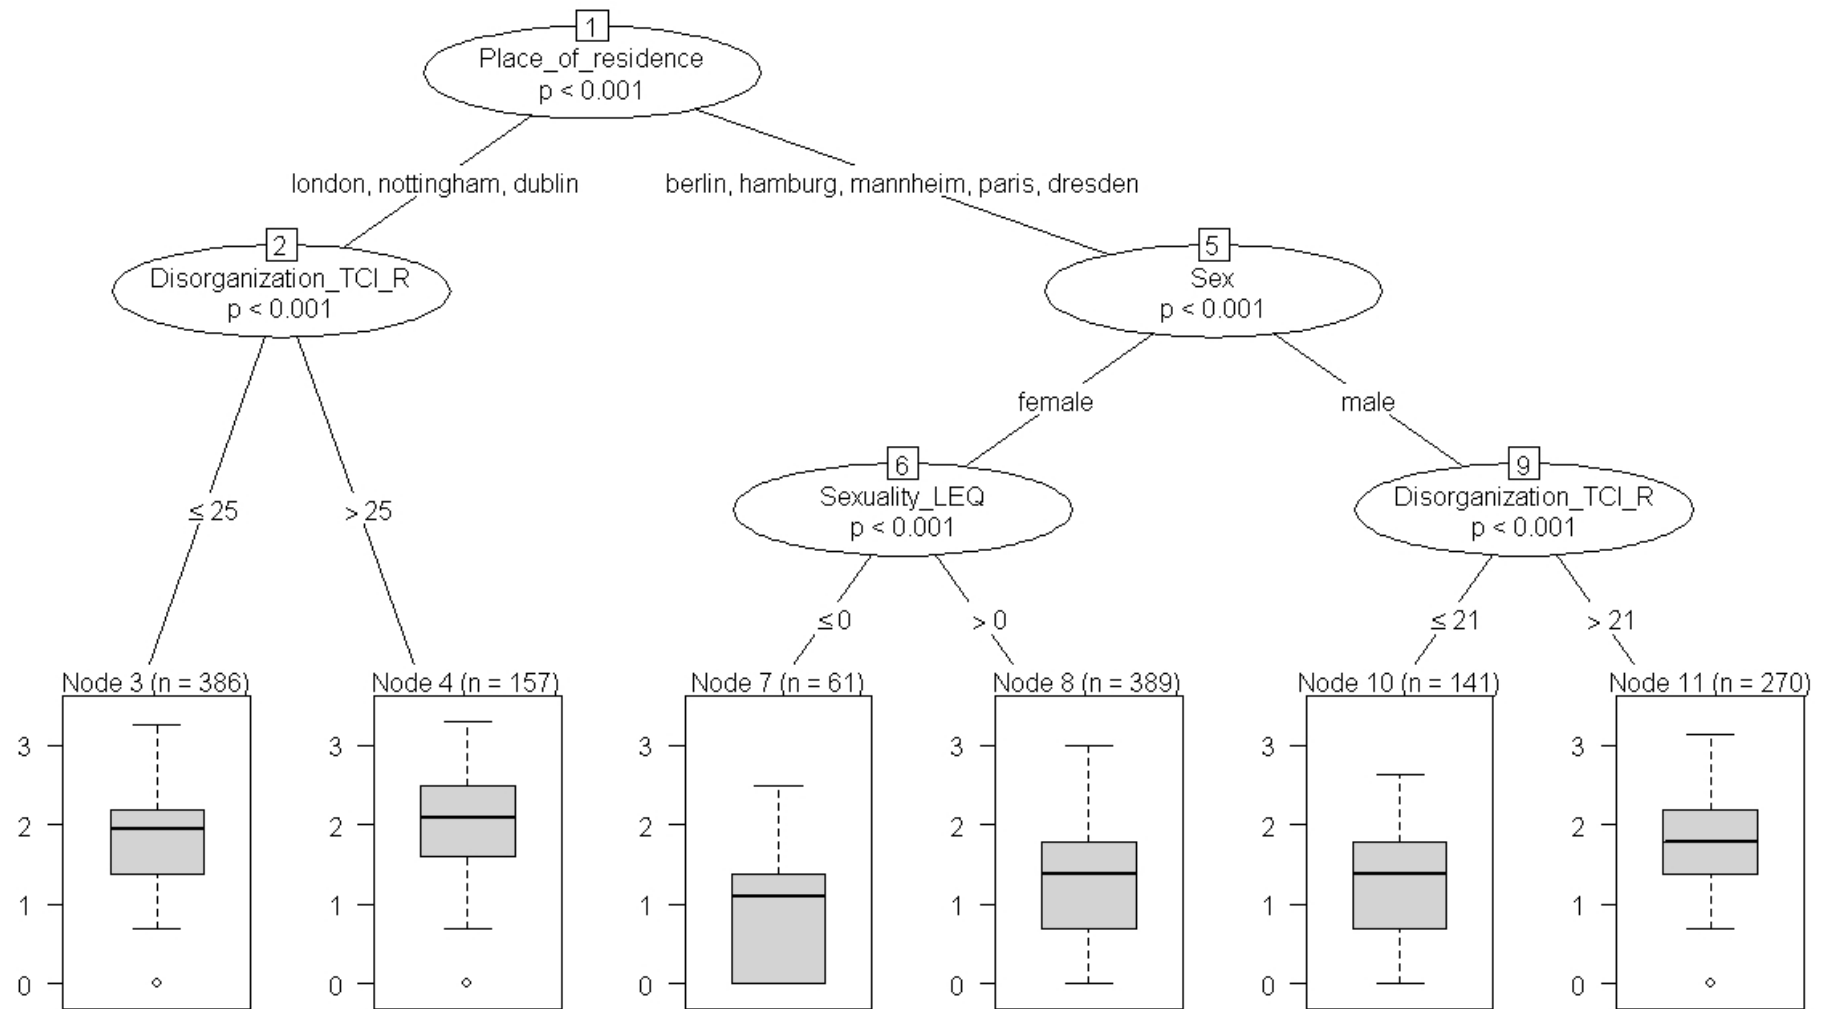 1
Place_of_residence
p < 0.001
london, nottingham, dublin
berlin, hamburg, mannheim, paris, dresden
2
Disorganization_TCI_R
p < 0.001
5
Sex
p < 0.001
female
male
6
Sexuality_LEQ
p < 0.001
9
Disorganization_TCI_R
p < 0.001
≤ 25
> 25
≤ 0
> 0
≤ 21
> 21
Node 3 (n = 386)
3
2
1
0
Node 4 (n = 157)
3
2
1
0
Node 7 (n = 61)
3
2
1
0
Node 8 (n = 389)
3
2
1
0
Node 10 (n = 141)
3
2
1
0
Node 11 (n = 270)
3
2
1
0